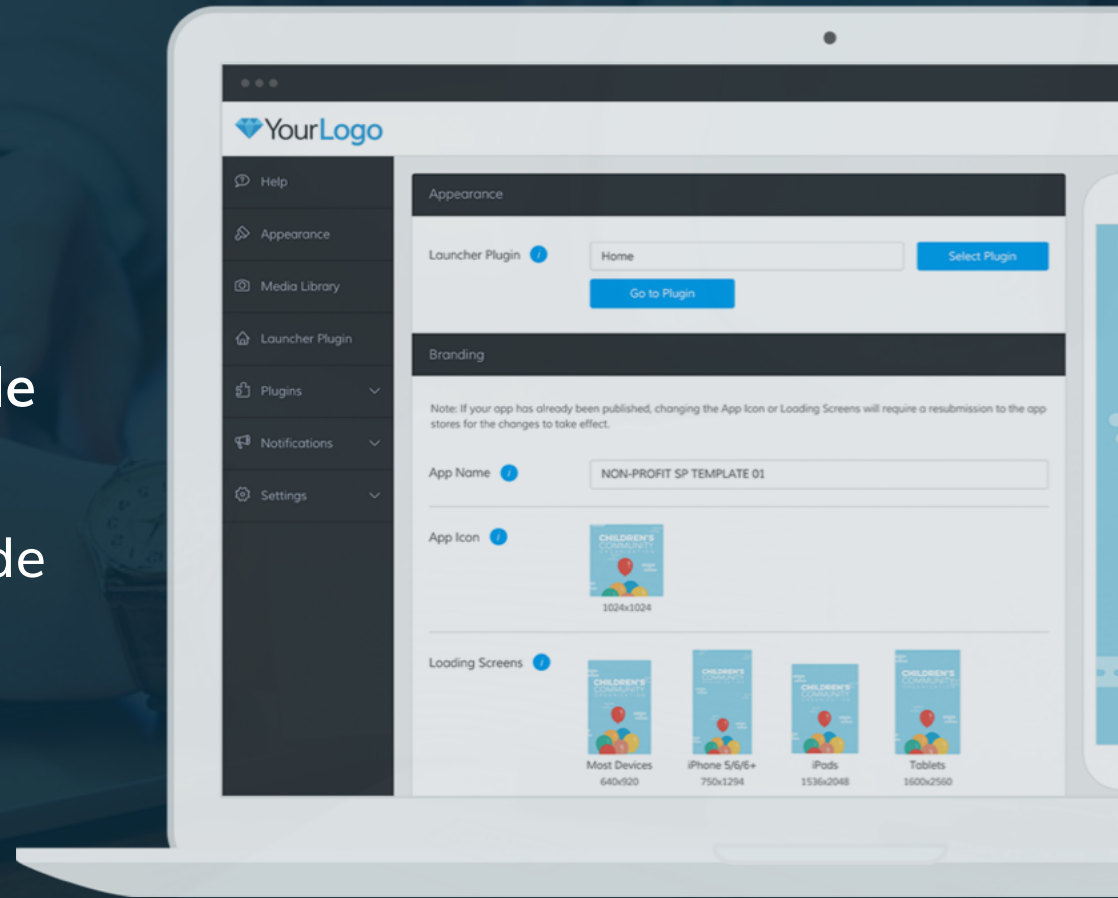 de
de
YourLogo
Help
Appearance
Media Library
Launcher Plugin
Plugins
Notifications
Settings
Appearance
Launcher Plugin
Home
Select Plugin
Go to Plugin
Branding
Note: If your app has already been published, changing the App Icon or Loading Screens will require a resubmission to the app
stores for the changes to take effect.
App Name
NON-PROFIT SP TEMPLATE 01
App Icon
CHILDREN'S
COMMUNITY
1024x1024
Loading Screens
CHILDREN'S
COMMUNITY
CHILDREN'S
COMMUNITY
CHILDREN'S
COMMUNITY
CHILDREN'S
COMMUNITY
Most Devices
iPhone 5/6/6+
iPads
Tablets
640x920
750x1294
1536x2048
1600x2560